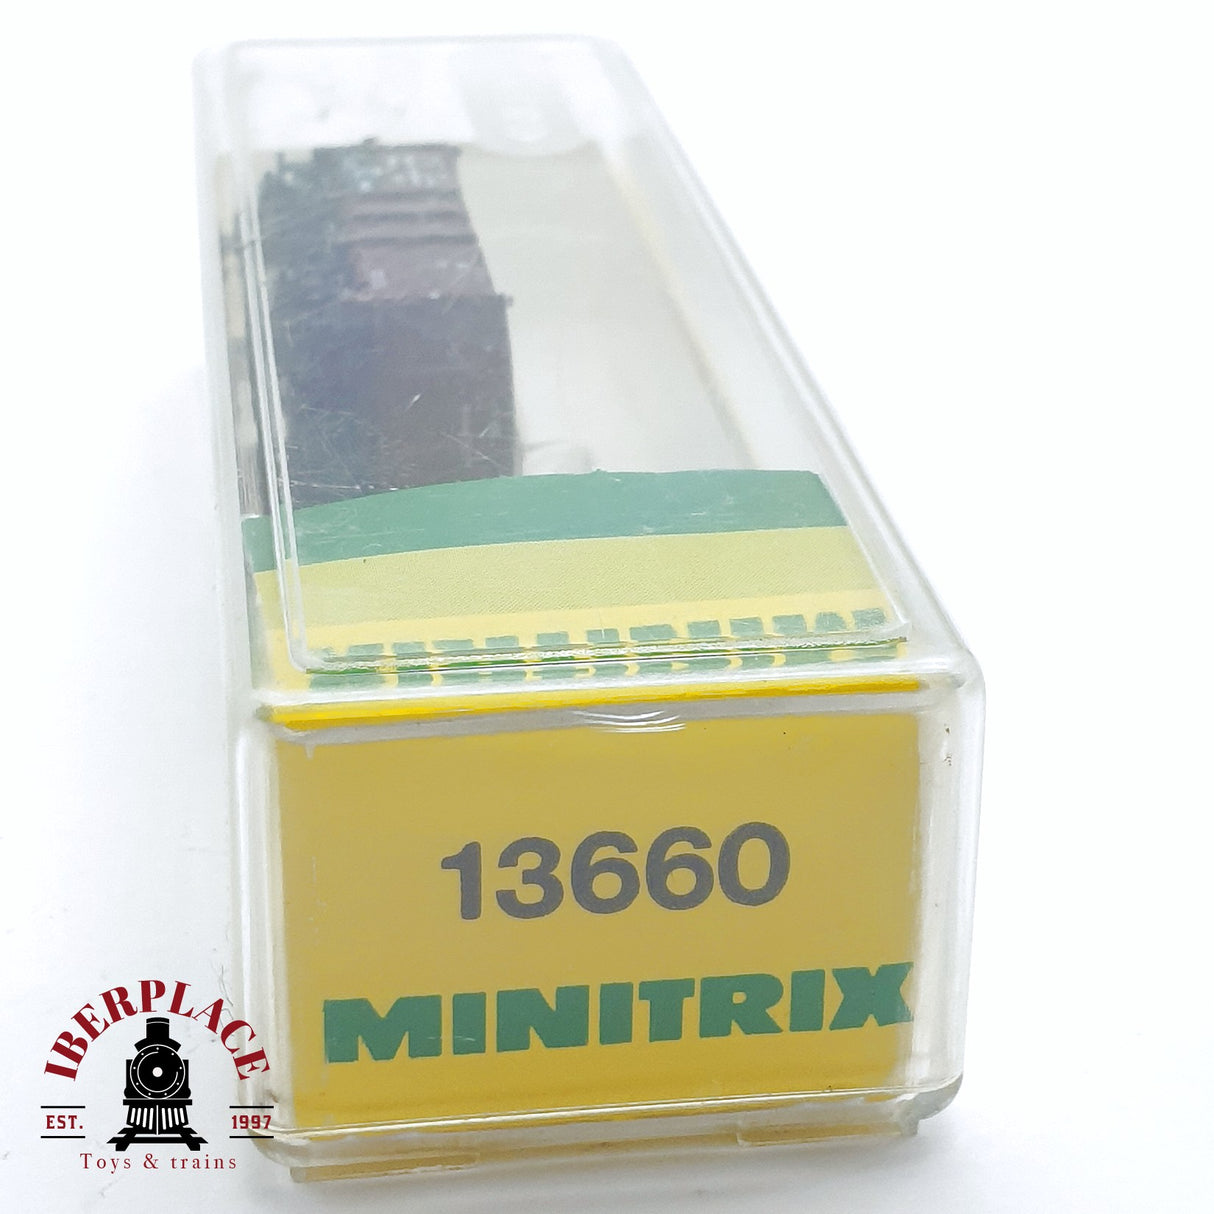 13660
MINITRIX
IBERPLACE
EST. 1997
Toys & trains